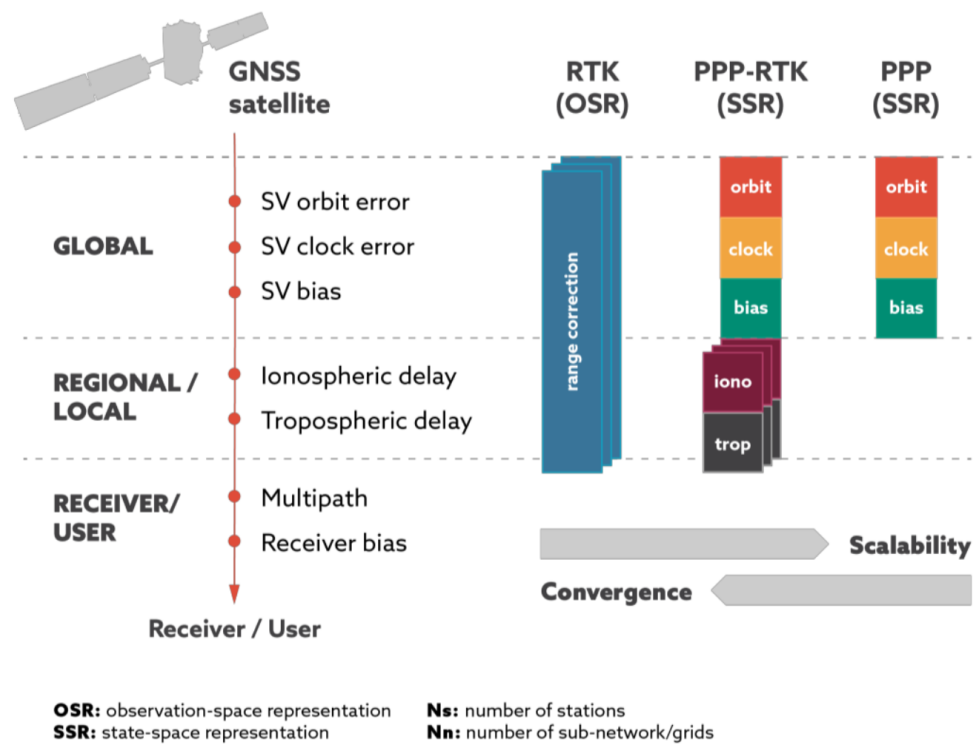 GNSS
satellite
RTK
(OSR)
PPP-RTK
(SSR)
PPP
(SSR)
GLOBAL
SV orbit error
SV clock error
SV bias
REGIONAL /
LOCAL
Ionospheric delay
Tropospheric delay
RECEIVER/
USER
Multipath
Receiver bias
Receiver / User
range correction
orbit
clock
bias
iono
trop
orbit
clock
bias
Scalability
Convergence
OSR: observation-space representation
SSR: state-space representation
Ns: number of stations
Nn: number of sub-network/grids